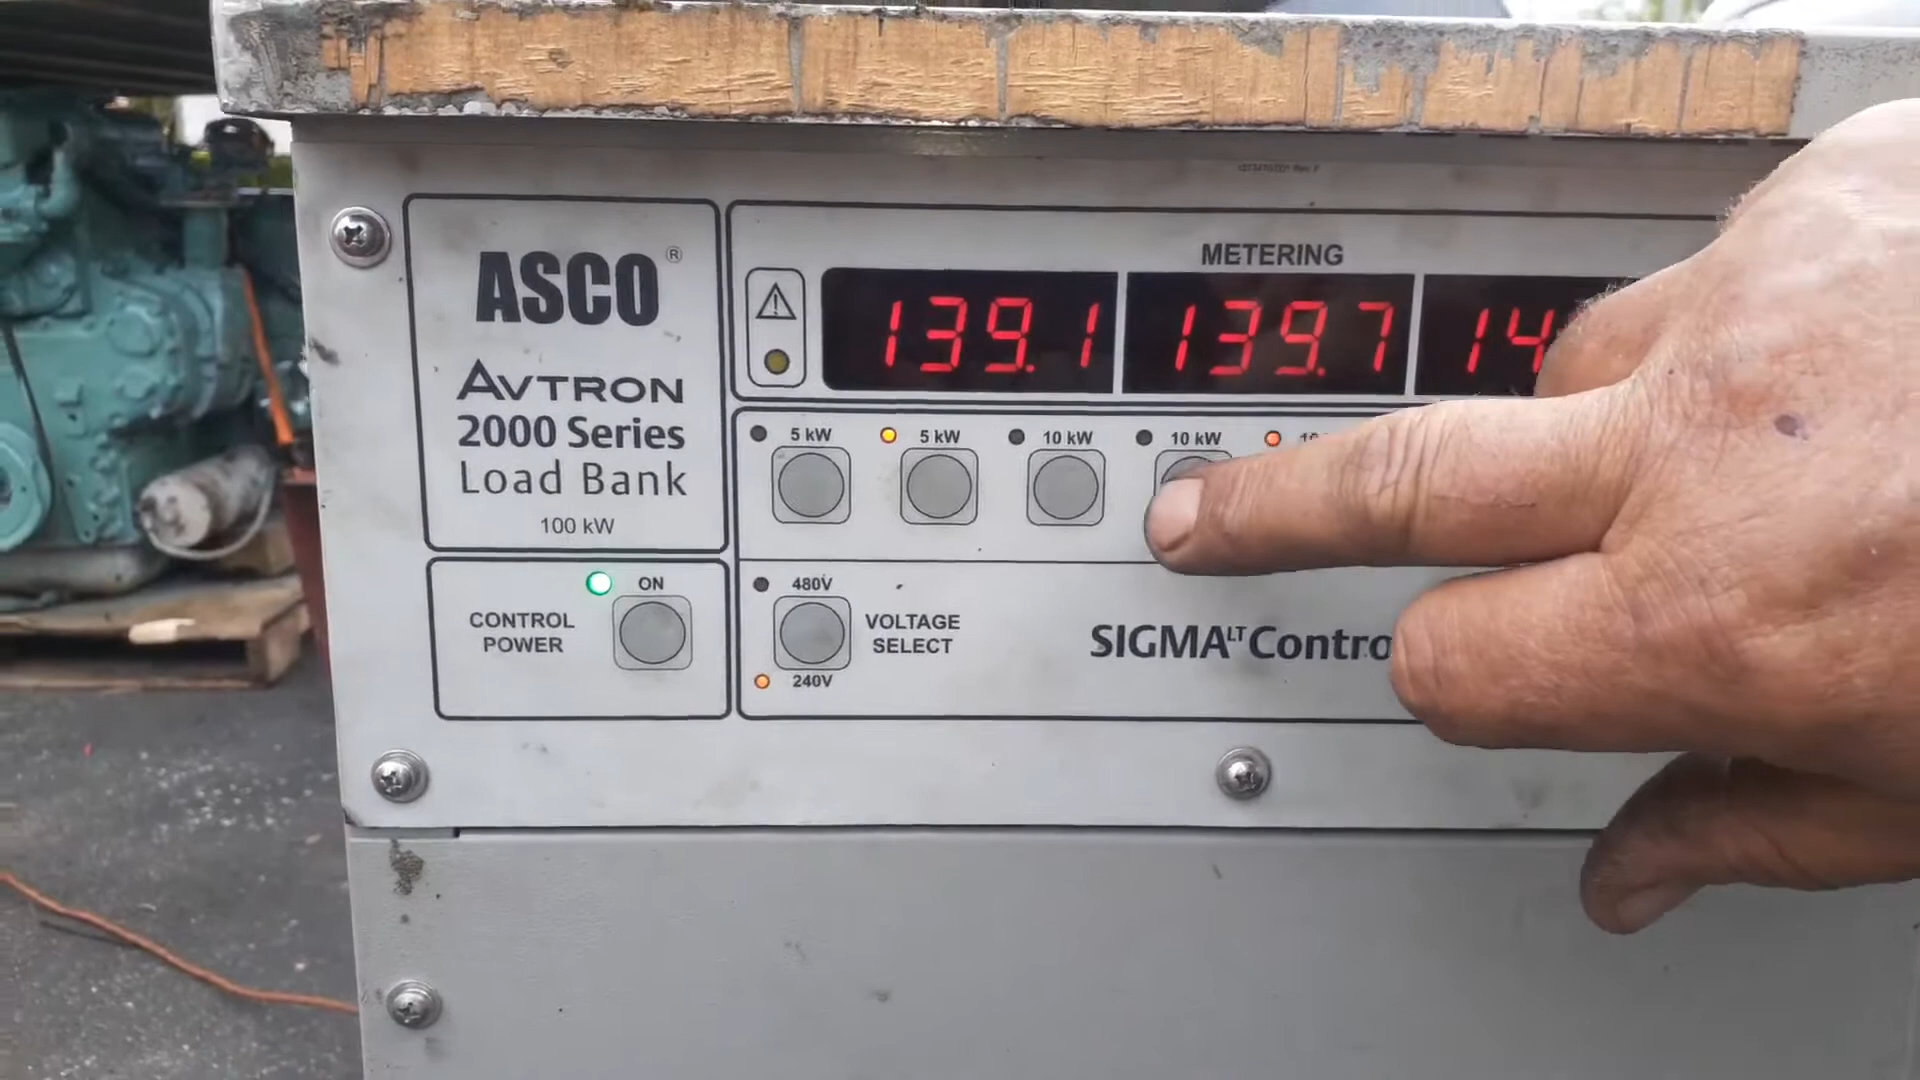 METERING
ASCO®
139.1 139.7 14
AVTRON
2000 Series
Load Bank
100 kW
5 kW 5 kW 10 kW 10 kW
ON
CONTROL
POWER
480V
VOLTAGE
SELECT
240V
SIGMA LT Contro